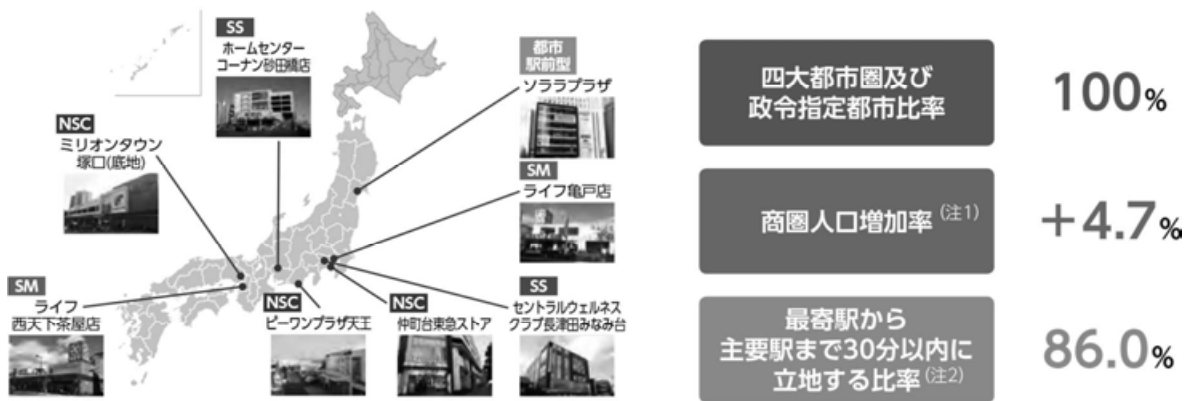 SS
ホームセンター
コーナン砂田橋店
都市
駅前型
ソララプラザ
NSC
ミリオンタウン
塚口(底地)
SM
ライフ亀戸店
SM
ライフ
西天下茶屋店
NSC
ビーワンプラザ天王
NSC
仲町台東急ストア
SS
セントラルウェルネス
クラブ長津田みなみ台
四大都市圏及び
政令指定都市比率
100%
商圏人口増加率(注1)
+4.7%
最寄駅から
主要駅まで30分以内に
立地する比率(注2)
86.0%